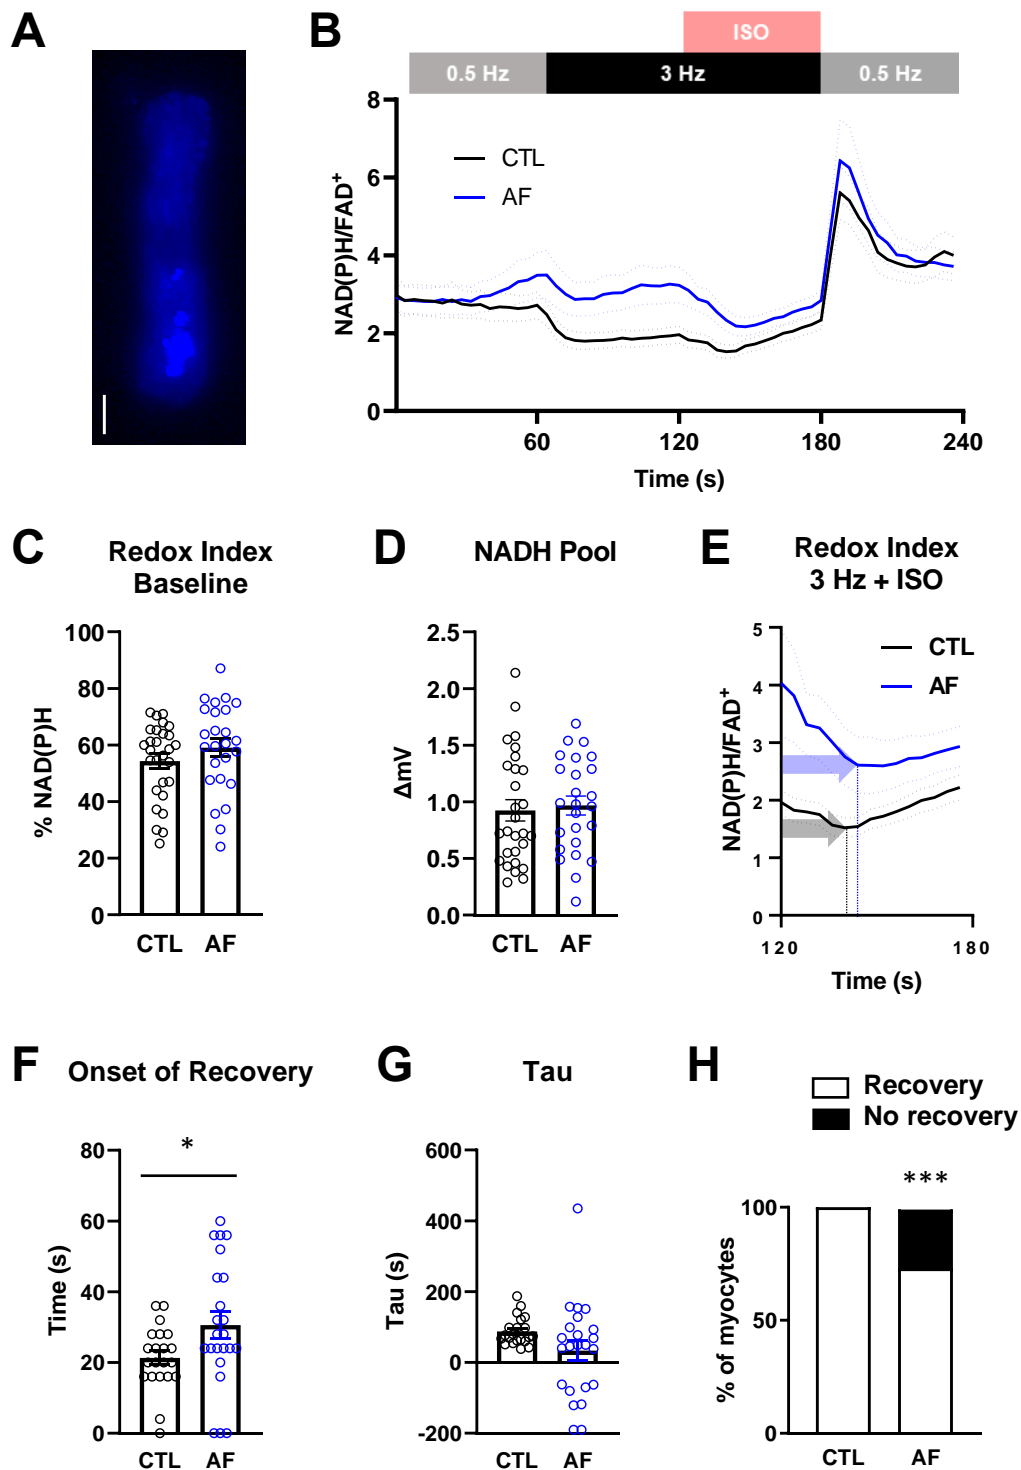 A
B
ISO
0.5 Hz
3 Hz
0.5 Hz
8
6
4
2
0
NAD(P)H/FAD+
CTL
AF
60
120
180
240
Time (s)
C
Redox Index
Baseline
100
80
60
40
20
0
% NAD(P)H
CTL
AF
D
NADH Pool
2.5
2.0
1.5
1.0
0.5
0.0
ΔmV
CTL
AF
E
Redox Index
3 Hz + ISO
5
4
3
2
1
0
NAD(P)H/FAD+
CTL
AF
120
180
Time (s)
F
Onset of Recovery
80
60
40
20
0
Time (s)
*
CTL
AF
G
Tau
600
400
200
0
-200
Tau (s)
CTL
AF
H
Recovery
No recovery
***
100
50
0
% of myocytes
CTL
AF